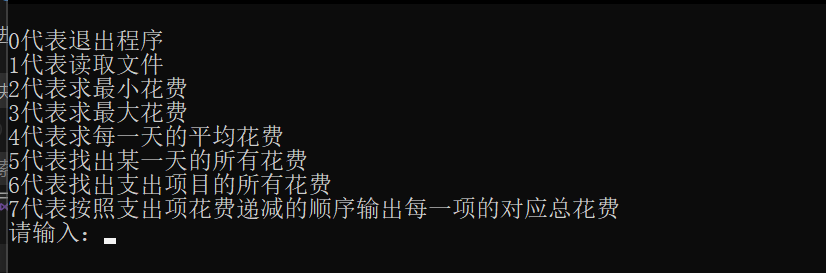 0代表退出程序
1代表读取文件
2代表求最小花费
3代表求最大花费
4代表求每一天的平均花费
5代表找出某一天的所有花费
6代表找出支出项目的所有花费
7代表按照支出项花费递减的顺序输出每一项的对应总花费
请输入：